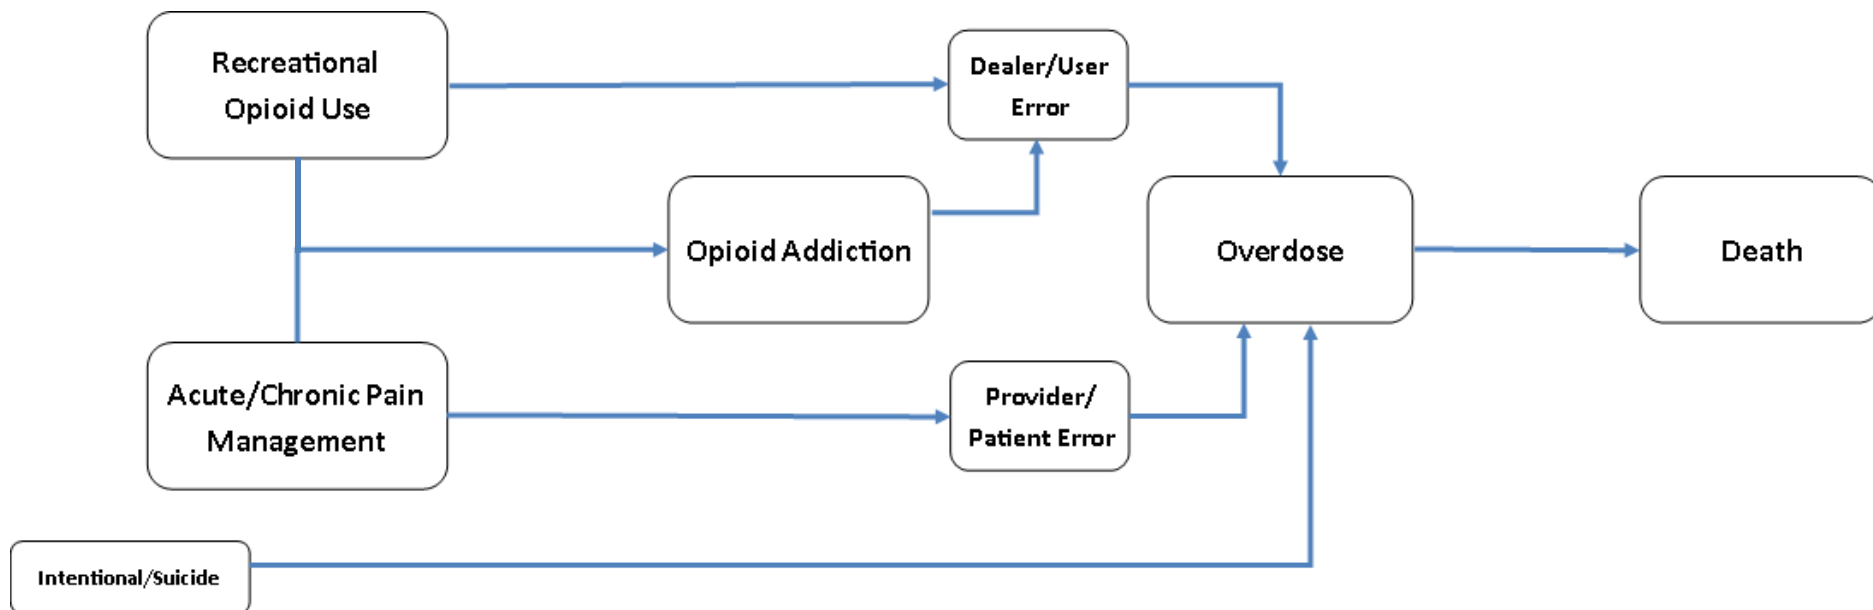 Recreational
Opioid Use
Dealer/User
Error
Opioid Addiction
Overdose
Death
Acute/Chronic Pain
Management
Provider/
Patient Error
Intentional/Suicide